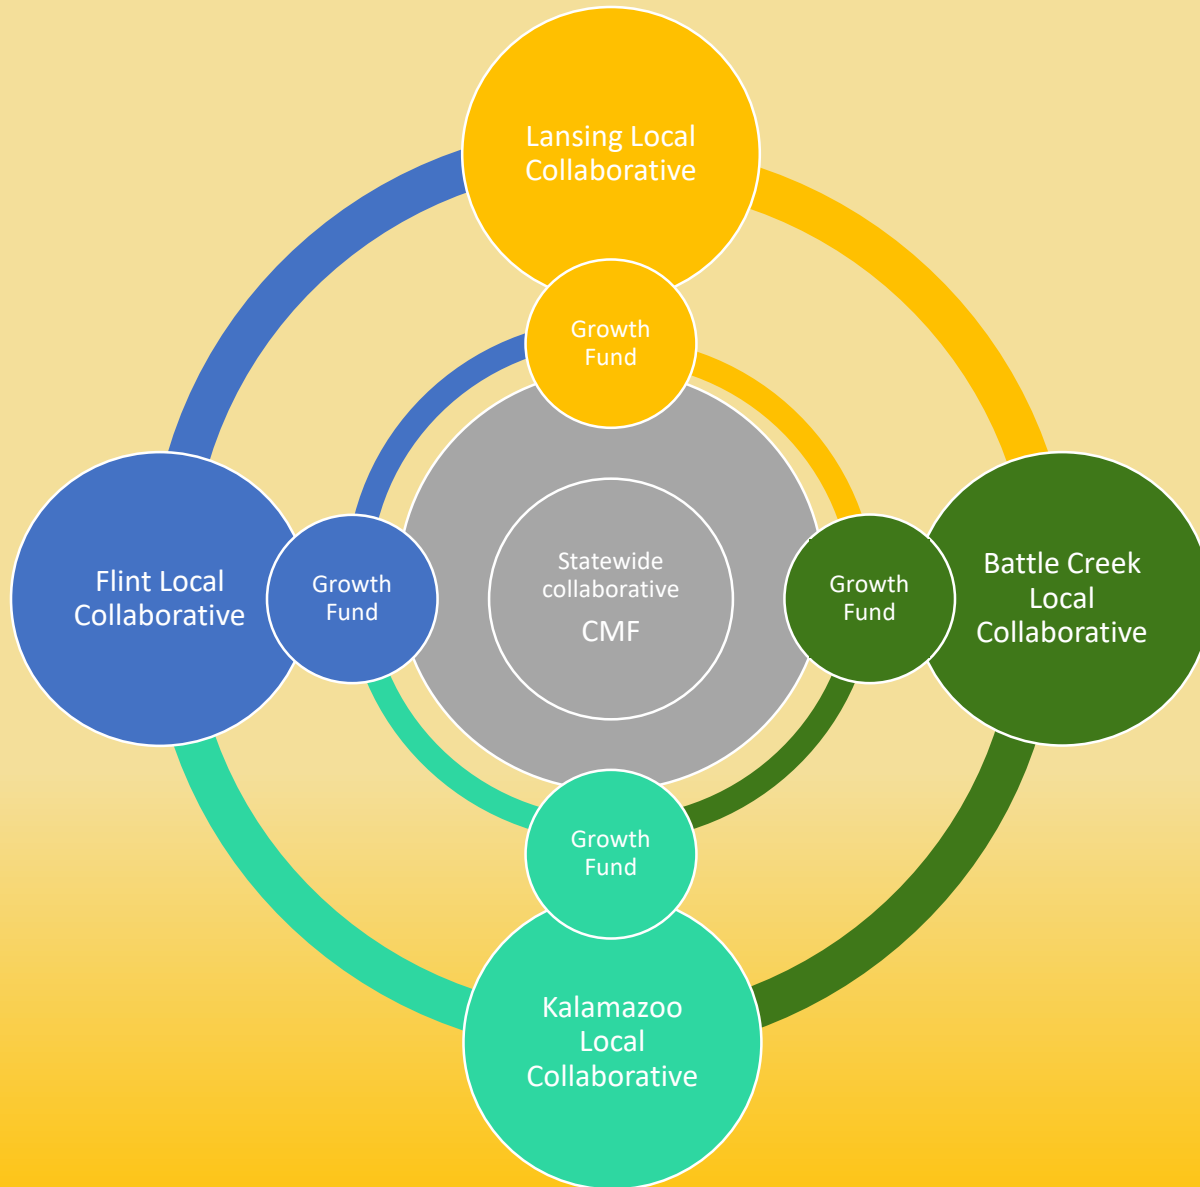 Lansing Local
Collaborative
Growth
Fund
Flint Local
Collaborative
Growth
Fund
Statewide
collaborative
CMF
Growth
Fund
Battle Creek
Local
Collaborative
Growth
Fund
Kalamazoo
Local
Collaborative